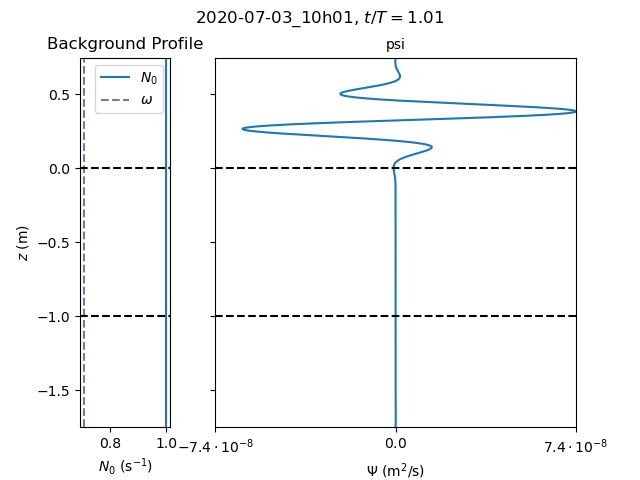 2020-07-03_10h01, t/T = 1.01
Background Profile
psi
N₀
ω
0.5
0.0
−0.5
−1.0
−1.5
z (m)
0.8
1.0
N₀ (s⁻¹)
−7.4 · 10⁻⁸
0.0
7.4 · 10⁻⁸
Ψ (m²/s)